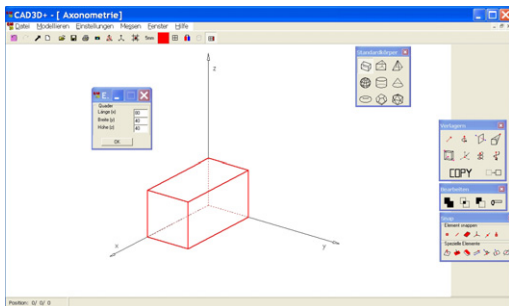 CAD3D+ - [ Axonometrie]
Datei Modellieren Einstellungen Messen Fenster Hilfe
5mm
Standardkörper
z
E...
Quader
Länge (x) 80
Breite (y) 40
Höhe (z) 40
OK
Verlagern
COPY
Bearbeiten
Snap
Element snappen
Spezielle Elemente
x
y
Position: 0/ 0/ 0